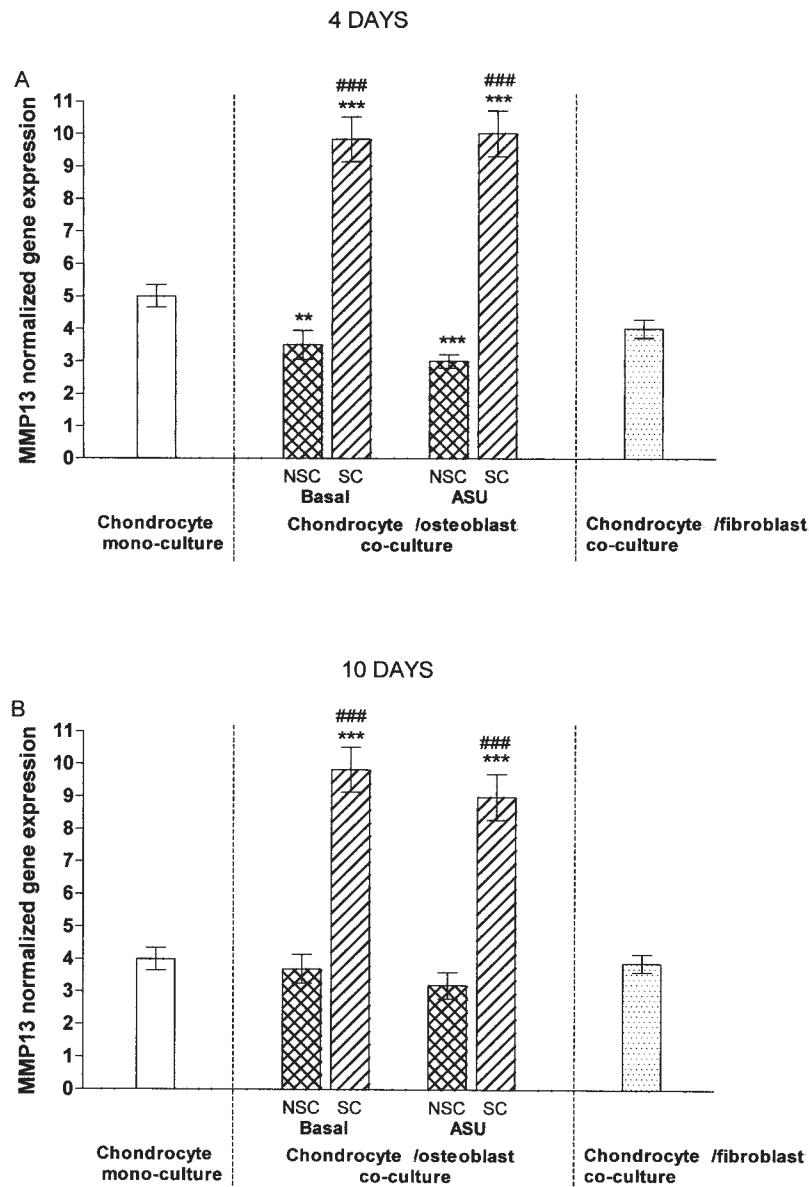 4 DAYS
A
###
***
###
***
11
10
9
8
7
6
5
4
3
2
1
0
MMP13 normalized gene expression
**
***
NSC SC NSC SC
Basal ASU
Chondrocyte
mono-culture
Chondrocyte /osteoblast
co-culture
Chondrocyte /fibroblast
co-culture
10 DAYS
B
###
***
###
***
11
10
9
8
7
6
5
4
3
2
1
0
MMP13 normalized gene expression
NSC SC NSC SC
Basal ASU
Chondrocyte
mono-culture
Chondrocyte /osteoblast
co-culture
Chondrocyte /fibroblast
co-culture